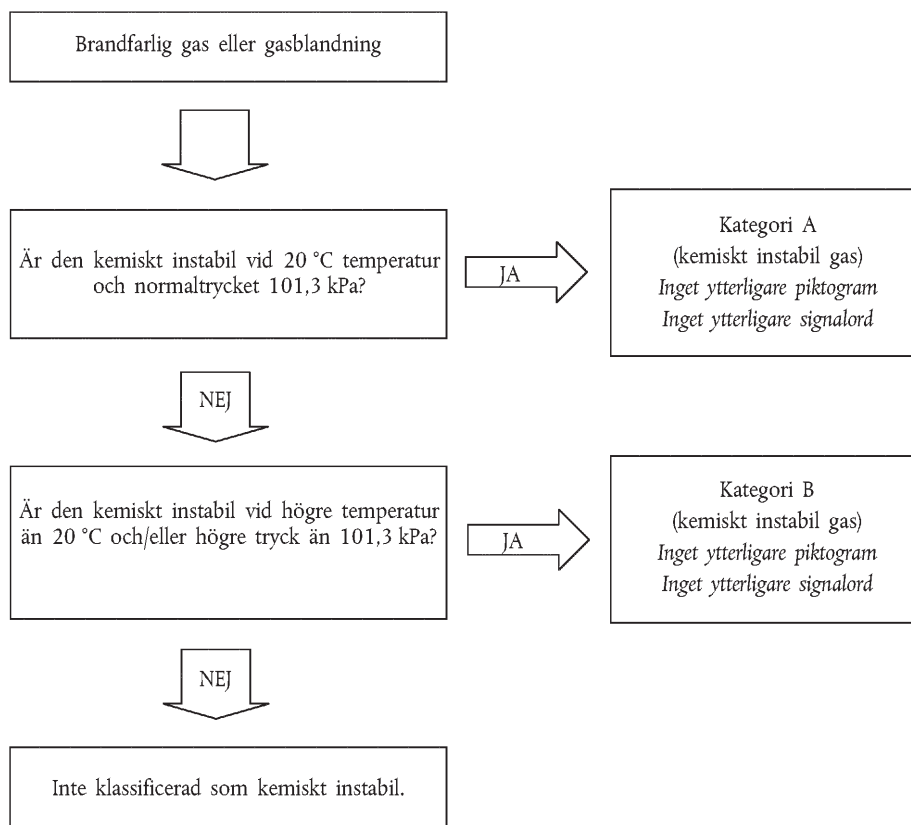 Brandfarlig gas eller gasblandning
Är den kemiskt instabil vid 20 °C temperatur
och normaltrycket 101,3 kPa?
JA
Kategori A
(kemiskt instabil gas)
Inget ytterligare piktogram
Inget ytterligare signalord
NEJ
Är den kemiskt instabil vid högre temperatur
än 20 °C och/eller högre tryck än 101,3 kPa?
JA
Kategori B
(kemiskt instabil gas)
Inget ytterligare piktogram
Inget ytterligare signalord
NEJ
Inte klassificerad som kemiskt instabil.